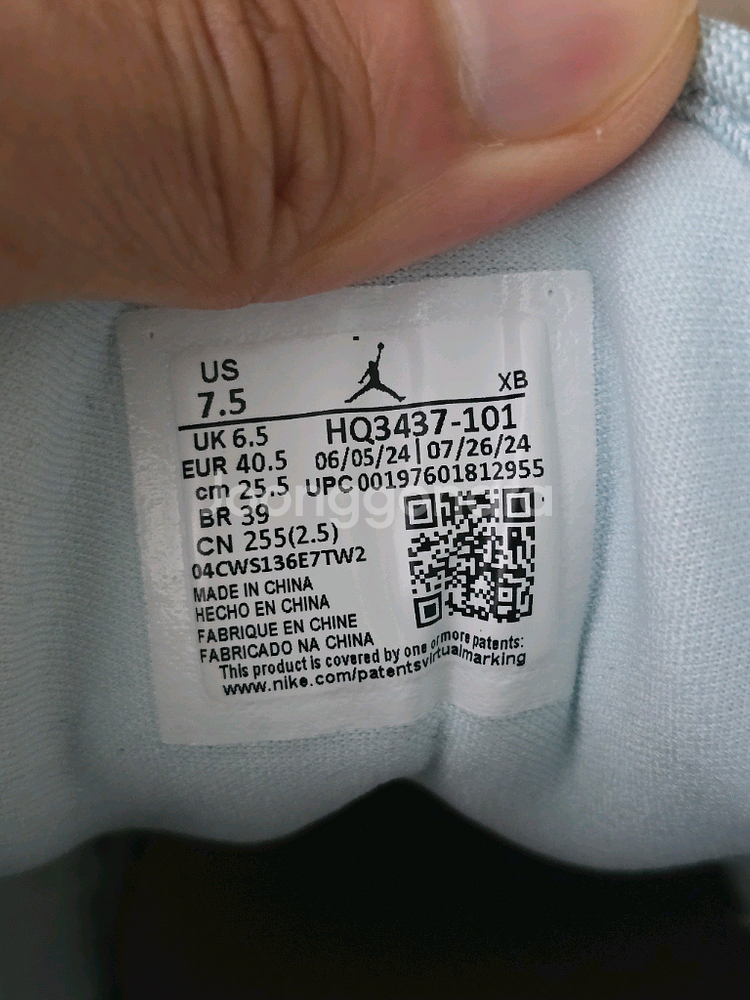 US
7.5
XB
UK 6.5
HQ3437-101
EUR 40.5
06/05/24 | 07/26/24
cm 25.5
UPC 00197601812955
BR 39
CN 255(2.5)
04CWS136E7TW2
MADE IN CHINA
HECHO EN CHINA
FABRIQUE EN CHINE
FABRICADO NA CHINA
This product is covered by one or more patents:
www.nike.com/patentsvirtualmarking